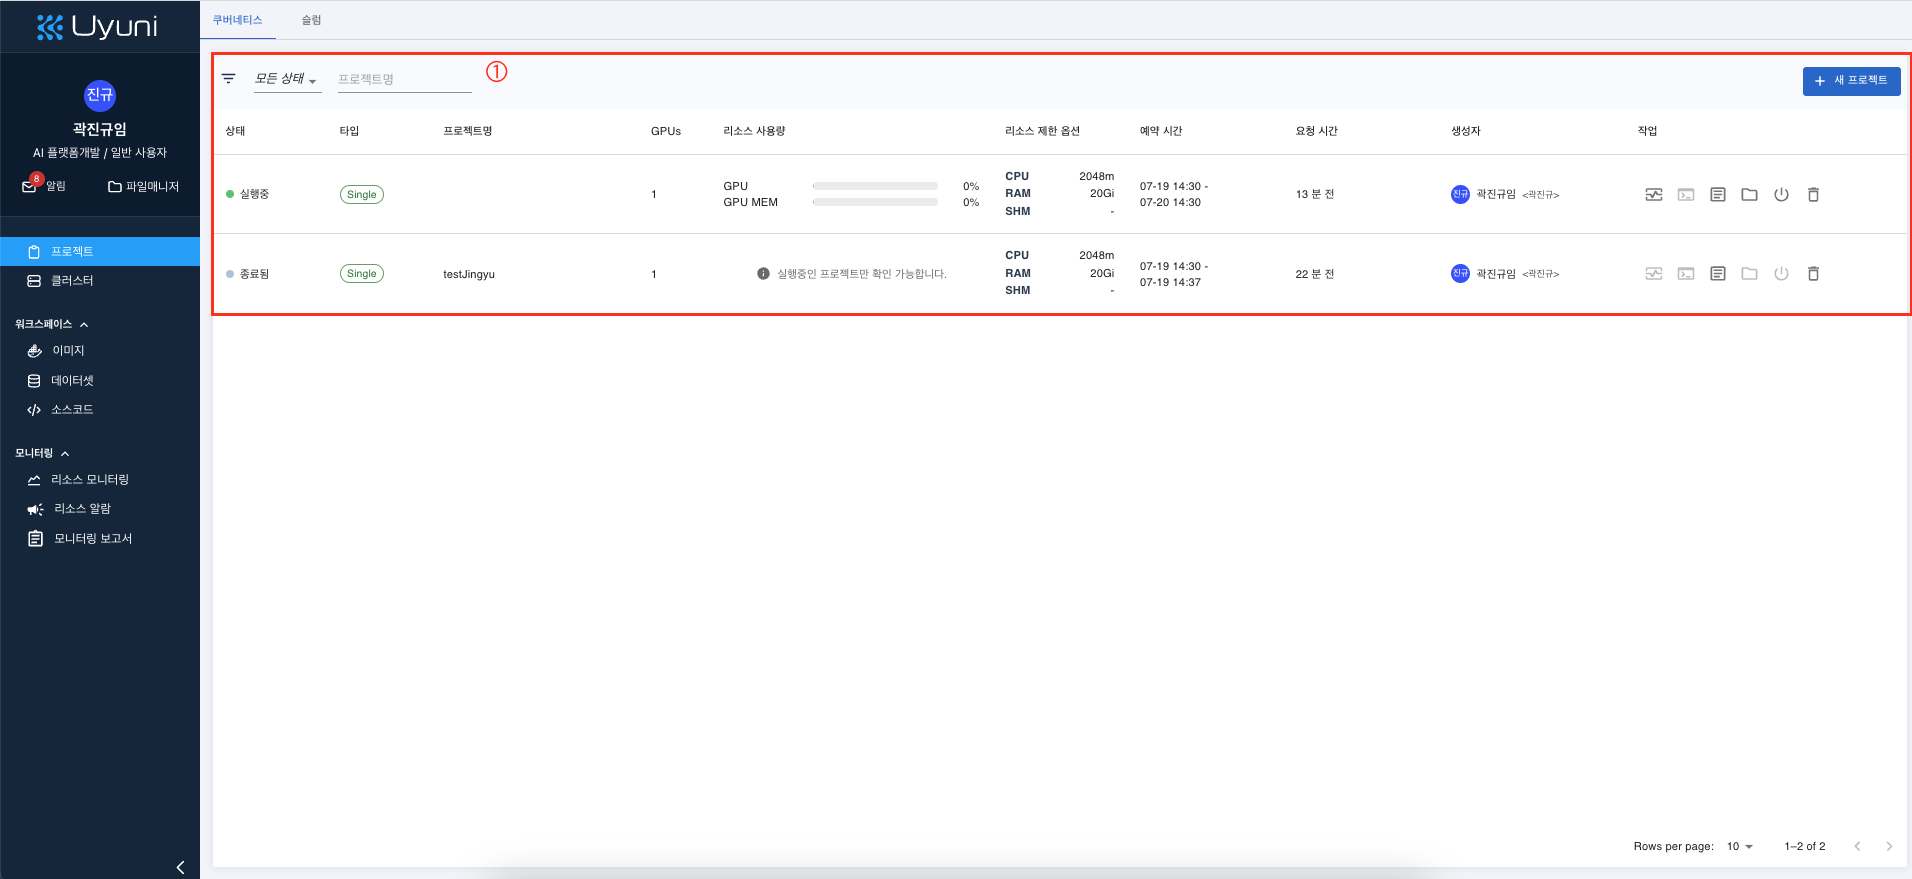 Uyuni
진규
곽진규임
AI 플랫폼개발 / 일반 사용자
8
알림
파일매니저
프로젝트
클러스터
워크스페이스
이미지
데이터셋
소스코드
모니터링
리소스 모니터링
리소스 알람
모니터링 보고서
쿠버네티스 슬럼
모든 상태 프로젝트명 ①
+ 새 프로젝트
상태 타입 프로젝트명 GPUs 리소스 사용량 리소스 제한 옵션 예약 시간 요청 시간 생성자 작업
실행중 Single 1
GPU 0%
GPU MEM 0%
CPU 2048m
RAM 20Gi
SHM -
07-19 14:30 -
07-20 14:30
13 분 전
진규 곽진규임 <곽진규>
종료됨 Single testJingyu 1
실행중인 프로젝트만 확인 가능합니다.
CPU 2048m
RAM 20Gi
SHM -
07-19 14:30 -
07-19 14:37
22 분 전
진규 곽진규임 <곽진규>
Rows per page: 10 1–2 of 2